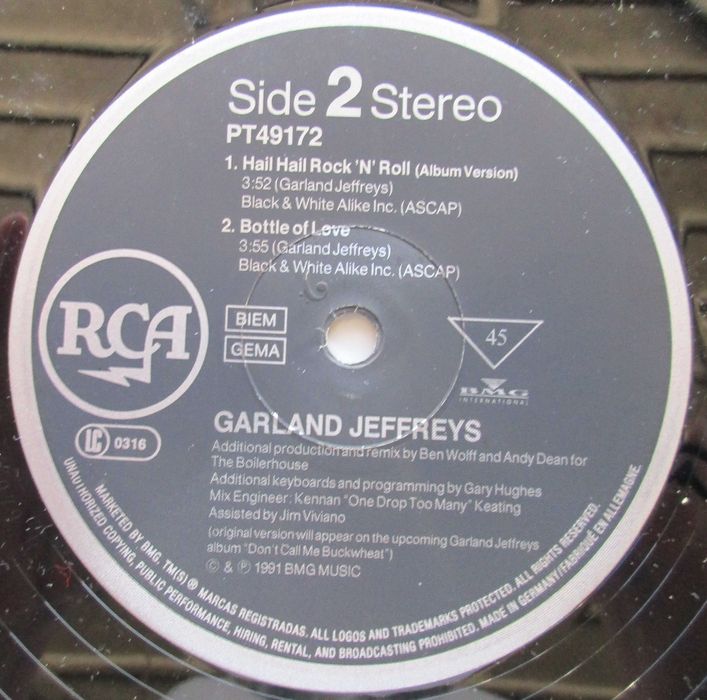 Side 2 Stereo
PT49172
1. Hail Hail Rock 'N' Roll (Album Version)
3:52 (Garland Jeffreys)
Black & White Alike Inc. (ASCAP)
2. Bottle of Love
3:55 (Garland Jeffreys)
Black & White Alike Inc. (ASCAP)
RCA
BIEM
GEMA
45
BMG
INTERNATIONAL
LC 0316
GARLAND JEFFREYS
Additional production and remix by Ben Wolff and Andy Dean for
The Boilerhouse
Additional keyboards and programming by Gary Hughes
Mix Engineer: Kennan "One Drop Too Many" Keating
Assisted by Jim Viviano
(original version will appear on the upcoming Garland Jeffreys
album "Don't Call Me Buckwheat")
© & ℗ 1991 BMG MUSIC
MARKETED BY BMG. TM(S) ® MARCAS REGISTRADAS. ALL LOGOS AND TRADEMARKS PROTECTED. ALL RIGHTS RESERVED.
UNAUTHORIZED COPYING, PUBLIC PERFORMANCE, HIRING, RENTAL, AND BROADCASTING PROHIBITED. MADE IN GERMANY/FABRIQUÉ EN ALLEMAGNE.